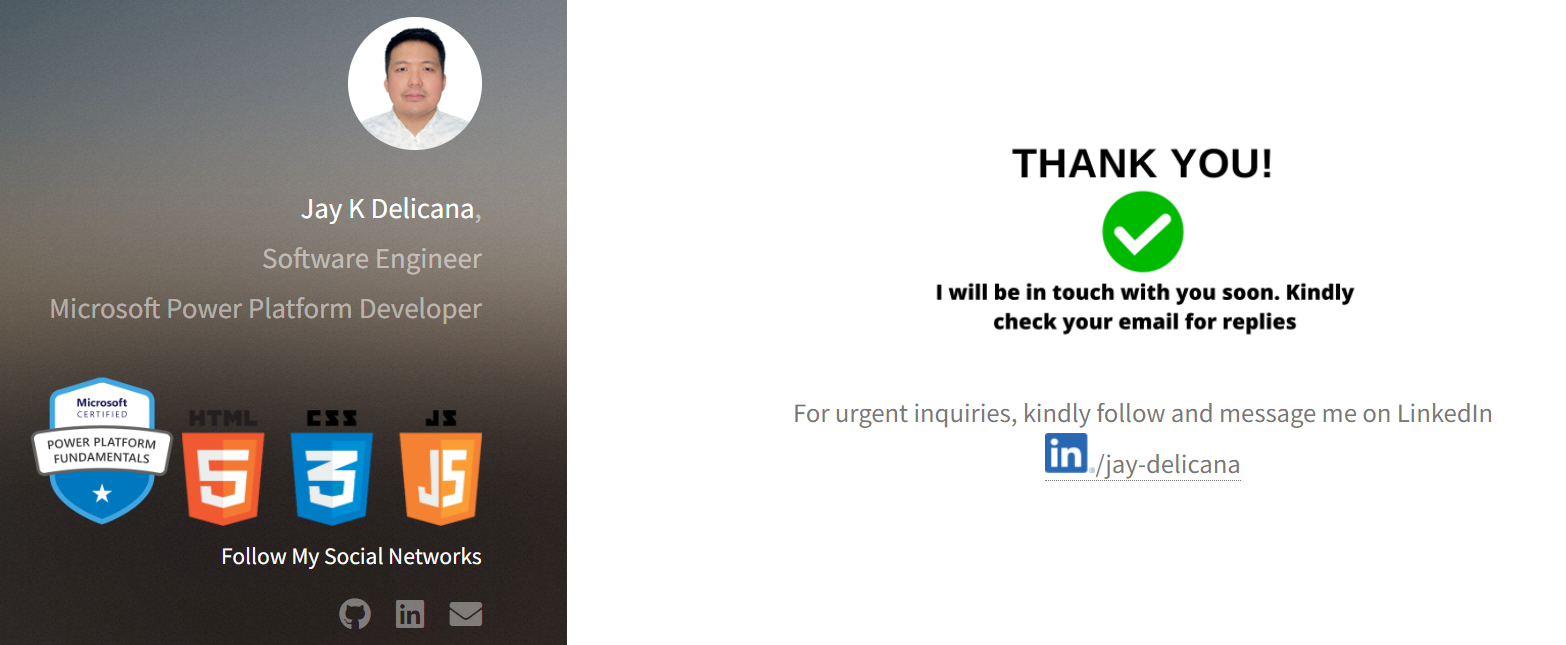 Jay K Delicana,
Software Engineer
Microsoft Power Platform Developer
Microsoft
CERTIFIED
POWER PLATFORM
FUNDAMENTALS
HTML
5
CSS
3
JS
JS
Follow My Social Networks
in
THANK YOU!
I will be in touch with you soon. Kindly
check your email for replies
For urgent inquiries, kindly follow and message me on LinkedIn
in ./jay-delicana